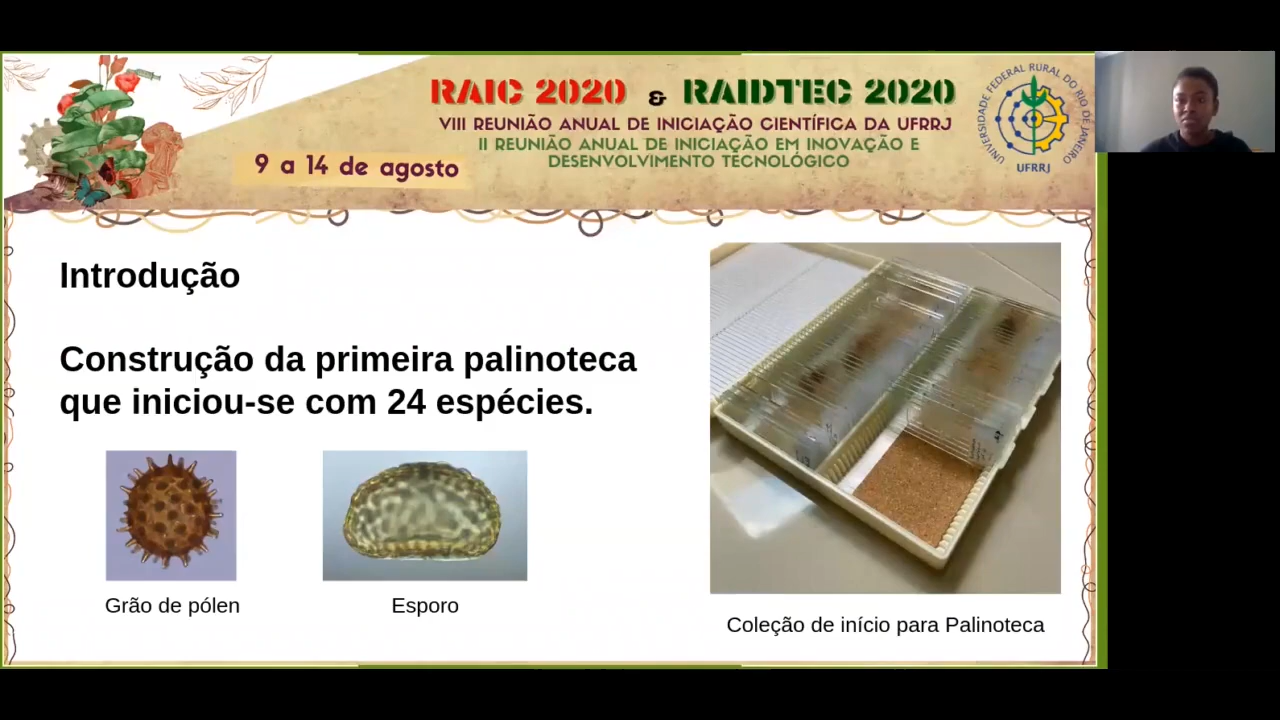 RAIC 2020 & RAIDTEC 2020
VIII REUNIÃO ANUAL DE INICIAÇÃO CIENTÍFICA DA UFRRJ
II REUNIÃO ANUAL DE INICIAÇÃO EM INOVAÇÃO E
DESENVOLVIMENTO TECNOLÓGICO
9 a 14 de agosto
UNIVERSIDADE FEDERAL RURAL DO RIO DE JANEIRO
UFRRJ
Introdução
Construção da primeira palinoteca
que iniciou-se com 24 espécies.
Grão de pólen
Esporo
Coleção de início para Palinoteca